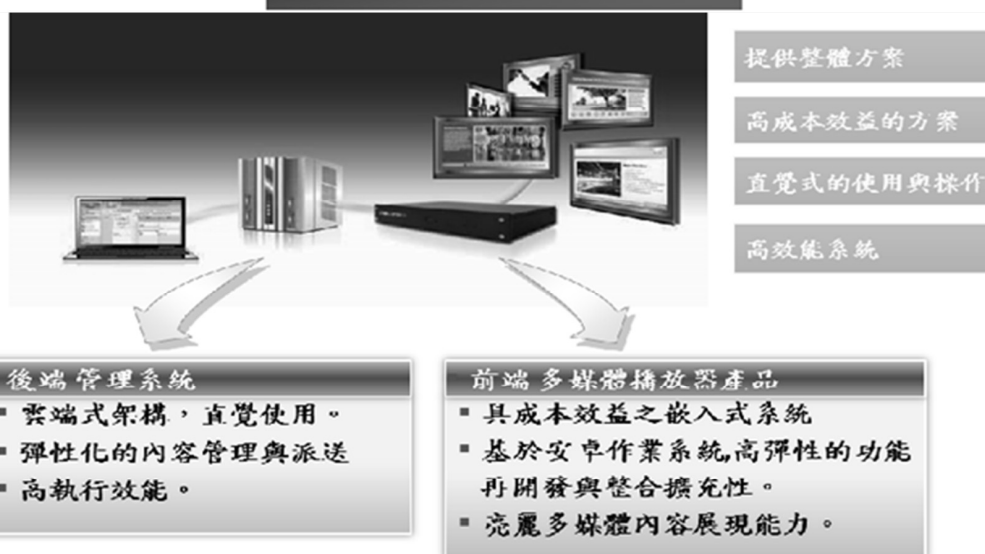 提供整體方案
高成本效益的方案
直覺式的使用與操作
高效能系統
後端管理系統
▪ 雲端式架構，直覺使用。
▪ 彈性化的內容管理與派送
▪ 高執行效能。
前端多媒體播放器產品
▪ 具成本效益之嵌入式系統
▪ 基於安卓作業系統,高彈性的功能
再開發與整合擴充性。
▪ 亮麗多媒體內容展現能力。